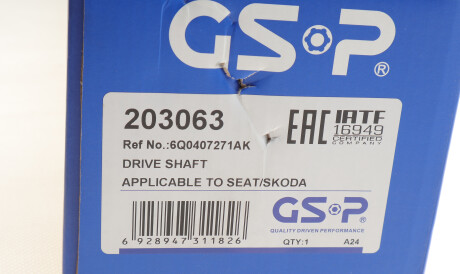 GSP®
203063
EAC IATF
16949
CERTIFIED
COMPANY
Ref No.:6Q0407271AK
DRIVE SHAFT
APPLICABLE TO SEAT/SKODA
GSP®
QUALITY DRIVEN PERFORMANCE
6 928947 311826
QTY:1 A24